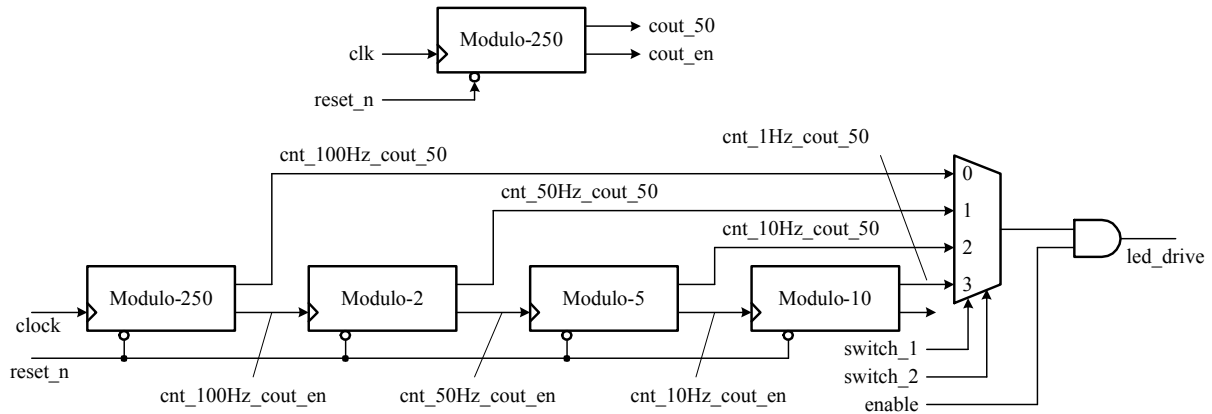 Modulo-250
cout_50
cout_en
clk
reset_n
cnt_1Hz_cout_50
cnt_100Hz_cout_50
cnt_50Hz_cout_50
cnt_10Hz_cout_50
0
1
2
3
led_drive
Modulo-250
Modulo-2
Modulo-5
Modulo-10
clock
reset_n
switch_1
switch_2
enable
cnt_100Hz_cout_en
cnt_50Hz_cout_en
cnt_10Hz_cout_en